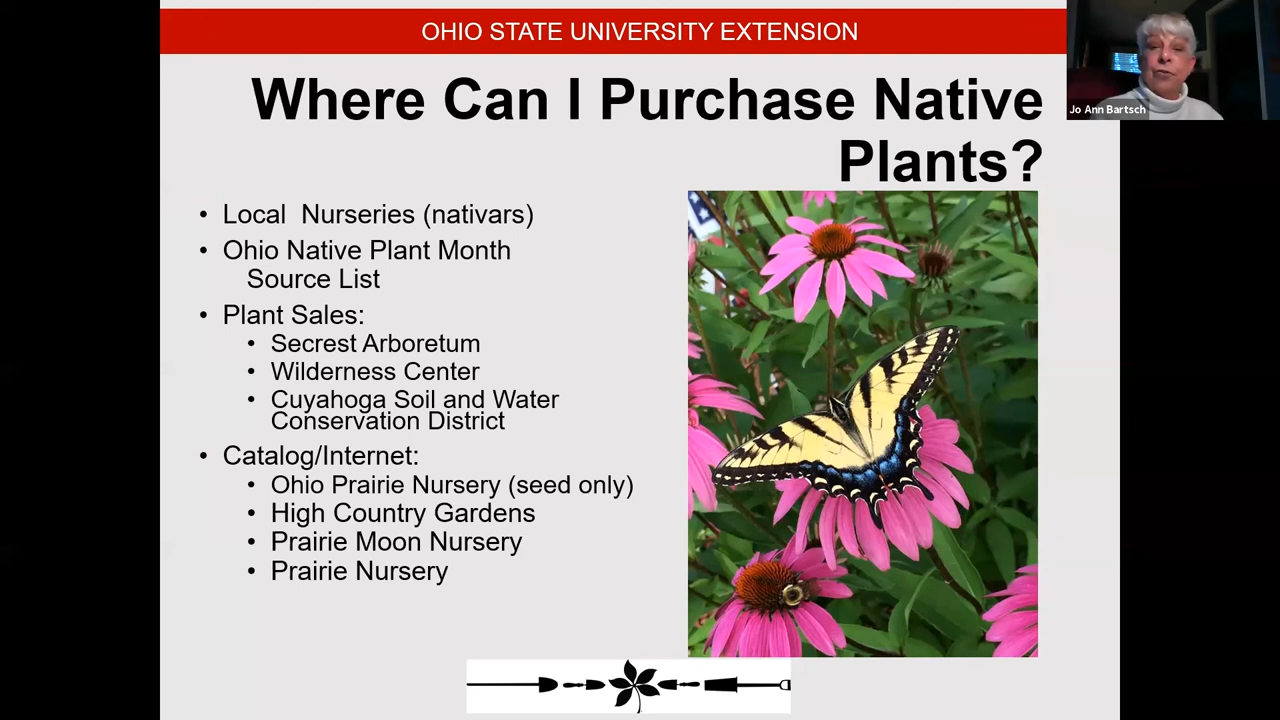 OHIO STATE UNIVERSITY EXTENSION
Where Can I Purchase Native
Plants?
Jo Ann Bartsch
• Local Nurseries (nativars)
• Ohio Native Plant Month
Source List
• Plant Sales:
• Secrest Arboretum
• Wilderness Center
• Cuyahoga Soil and Water
Conservation District
• Catalog/Internet:
• Ohio Prairie Nursery (seed only)
• High Country Gardens
• Prairie Moon Nursery
• Prairie Nursery